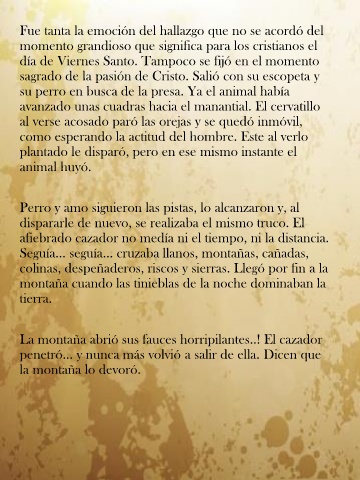 Fue tanta la emoción del hallazgo que no se acordó del
momento grandioso que significa para los cristianos el
día de Viernes Santo. Tampoco se fijó en el momento
sagrado de la pasión de Cristo. Salió con su escopeta y
su perro en busca de la presa. Ya el animal había
avanzado unas cuadras hacia el manantial. El cervatillo
al verse acosado paró las orejas y se quedó inmóvil,
como esperando la actitud del hombre. Este al verlo
plantado le disparó, pero en ese mismo instante el
animal huyó.
Perro y amo siguieron las pistas, lo alcanzaron y, al
dispararle de nuevo, se realizaba el mismo truco. El
afiebrado cazador no medía ni el tiempo, ni la distancia.
Seguía... seguía... cruzaba llanos, montañas, cañadas,
colinas, despeñaderos, riscos y sierras. Llegó por fin a la
montaña cuando las tinieblas de la noche dominaban la
tierra.
La montaña abrió sus fauces horripilantes..! El cazador
penetró... y nunca más volvió a salir de ella. Dicen que
la montaña lo devoró.